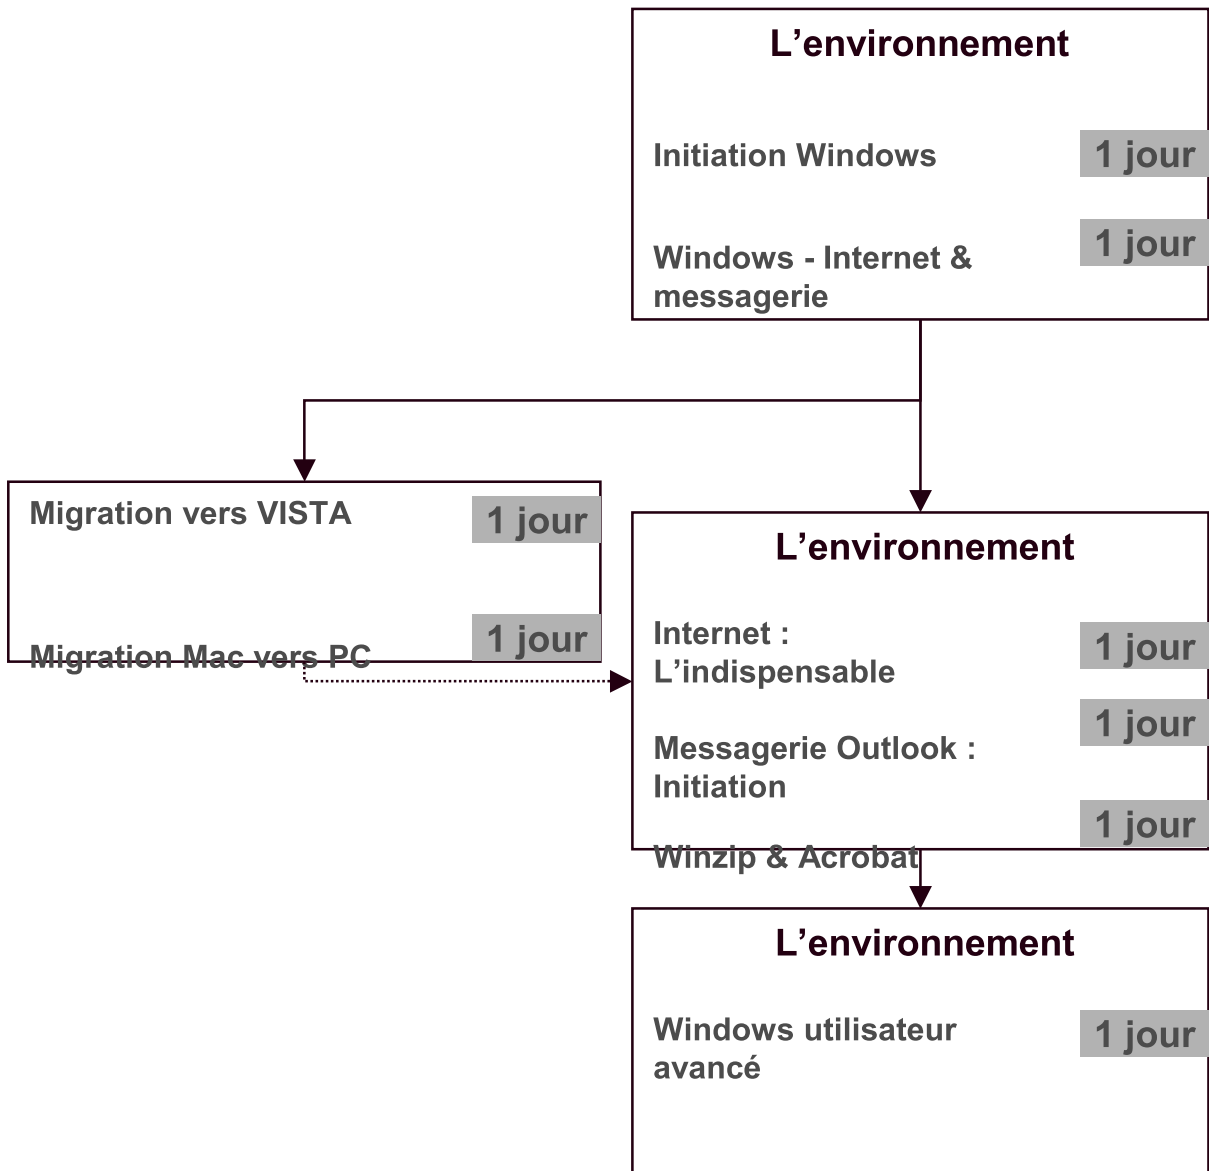 L’environnement
Initiation Windows
1 jour
Windows - Internet &
messagerie
1 jour
Migration vers VISTA
1 jour
Migration Mac vers PC
1 jour
L’environnement
Internet :
L’indispensable
1 jour
Messagerie Outlook :
Initiation
1 jour
Winzip & Acrobat
1 jour
L’environnement
Windows utilisateur
avancé
1 jour